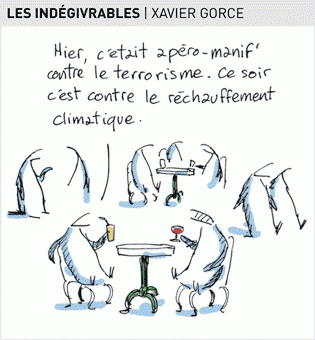 LES INDÉGIVRABLES | XAVIER GORCE
Hier, c'était apéro-manif'
contre le terrorisme. Ce soir
c'est contre le réchauffement
climatique.